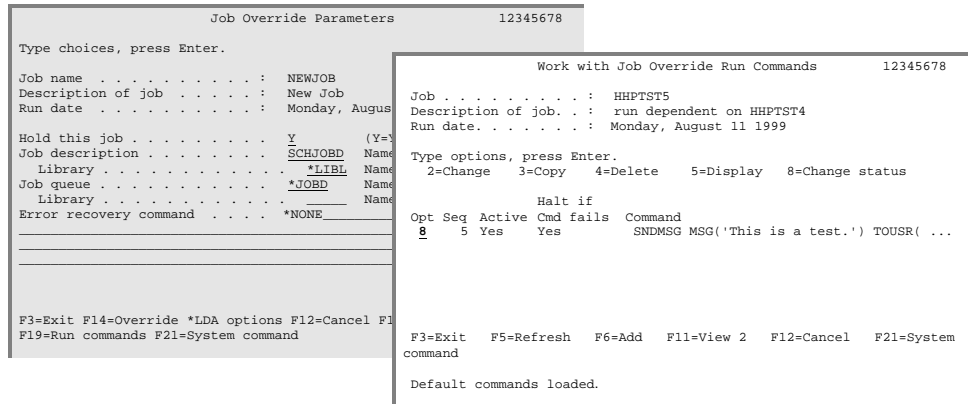 Job Override Parameters 12345678
Type choices, press Enter.
Job name . . . . . . . . . . : NEWJOB
Description of job . . . . . : New Job
Run date . . . . . . . . . . : Monday,
Hold this job . . . . . . . . . Y
Job description . . . . . . . . SCHJOBD
Library . . . . . . . . . . . . *LIBL
Job queue . . . . . . . . . . . *JOBD
Library . . . . . . . . . . . . _____
Error recovery command . . . . *NONE
F3=Exit F14=Override *LDA options F12=Cancel
F19=Run commands F21=System command
Work with Job Override Run Commands 12345678
Job . . . . . . . . . : HHPTST5
Description of job. . : run dependent on HHPTST4
Run date. . . . . . . : Monday, August 11 1999
Type options, press Enter.
2=Change 3=Copy 4=Delete 5=Display 8=Change status
Halt if
Opt Seq Active Cmd fails Command
8 5 Yes Yes SNDMSG MSG('This is a test.') TOUSR( ...
F3=Exit F5=Refresh F6=Add F11=View 2 F12=Cancel F21=System
command
Default commands loaded.